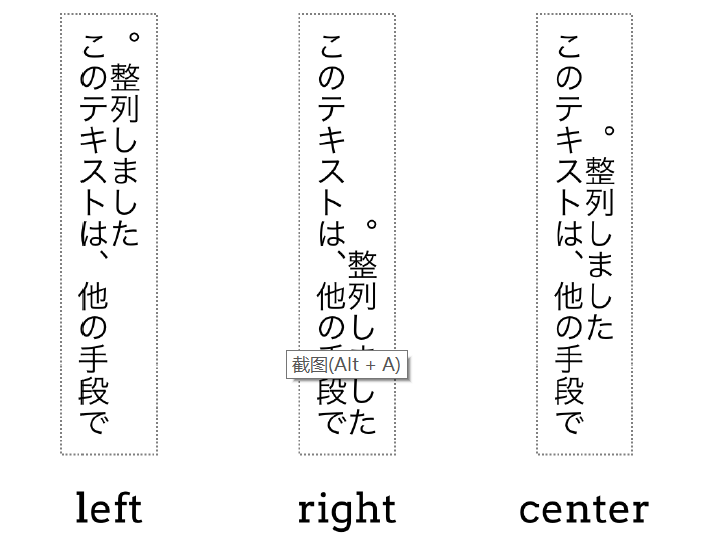 このテキストは、他の手段で
。整列しました
left
このテキストは、他の手段で
。整列しました
截图(Alt + A)
right
このテキストは、他の手段で
。整列しました
center